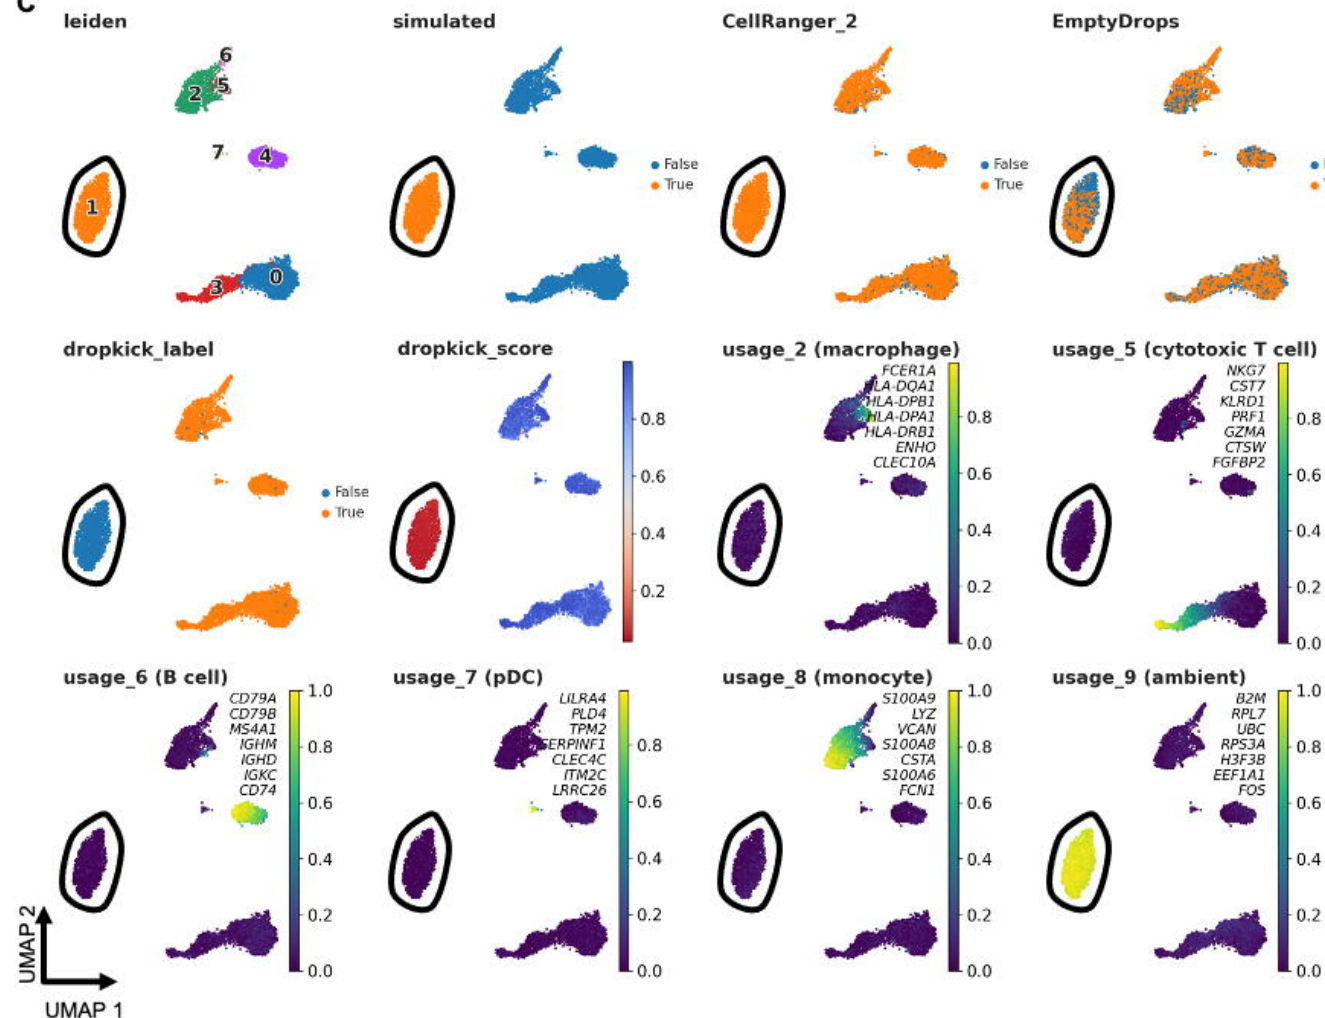 C
leiden
simulated
CellRanger_2
EmptyDrops
6
2
5
7
4
1
3
0
False
True
False
True
dropkick_label
dropkick_score
usage_2 (macrophage)
usage_5 (cytotoxic T cell)
False
True
0.8
0.6
0.4
0.2
FCER1A
HLA-DQA1
HLA-DPB1
HLA-DPA1
HLA-DRB1
ENHO
CLEC10A
0.8
0.6
0.4
0.2
0.0
NKG7
CST7
KLRD1
PRF1
GZMA
CTSW
FGFBP2
0.8
0.6
0.4
0.2
0.0
usage_6 (B cell)
usage_7 (pDC)
usage_8 (monocyte)
usage_9 (ambient)
CD79A
CD79B
MS4A1
IGHM
IGHD
IGKC
CD74
1.0
0.8
0.6
0.4
0.2
0.0
LILRA4
PLD4
TPM2
SERPINF1
CLEC4C
ITM2C
LRRC26
0.8
0.6
0.4
0.2
0.0
S100A9
LYZ
VCAN
S100A8
CSTA
S100A6
FCN1
1.0
0.8
0.6
0.4
0.2
0.0
B2M
RPL7
UBC
RPS3A
H3F3B
EEF1A1
FOS
1.0
0.8
0.6
0.4
0.2
0.0
UMAP 2
UMAP 1